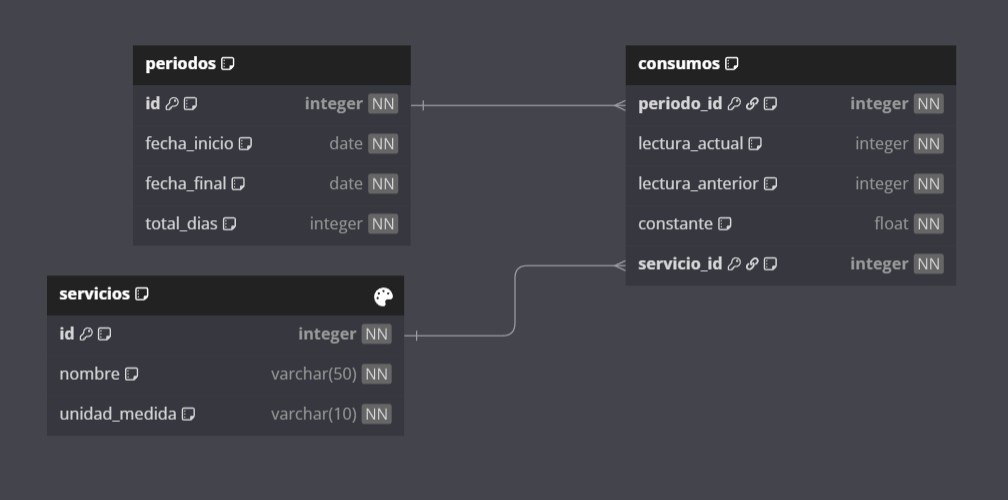 periodos
id integer NN
fecha_inicio date NN
fecha_final date NN
total_dias integer NN
servicios
id integer NN
nombre varchar(50) NN
unidad_medida varchar(10) NN
consumos
periodo_id integer NN
lectura_actual integer NN
lectura_anterior integer NN
constante float NN
servicio_id integer NN